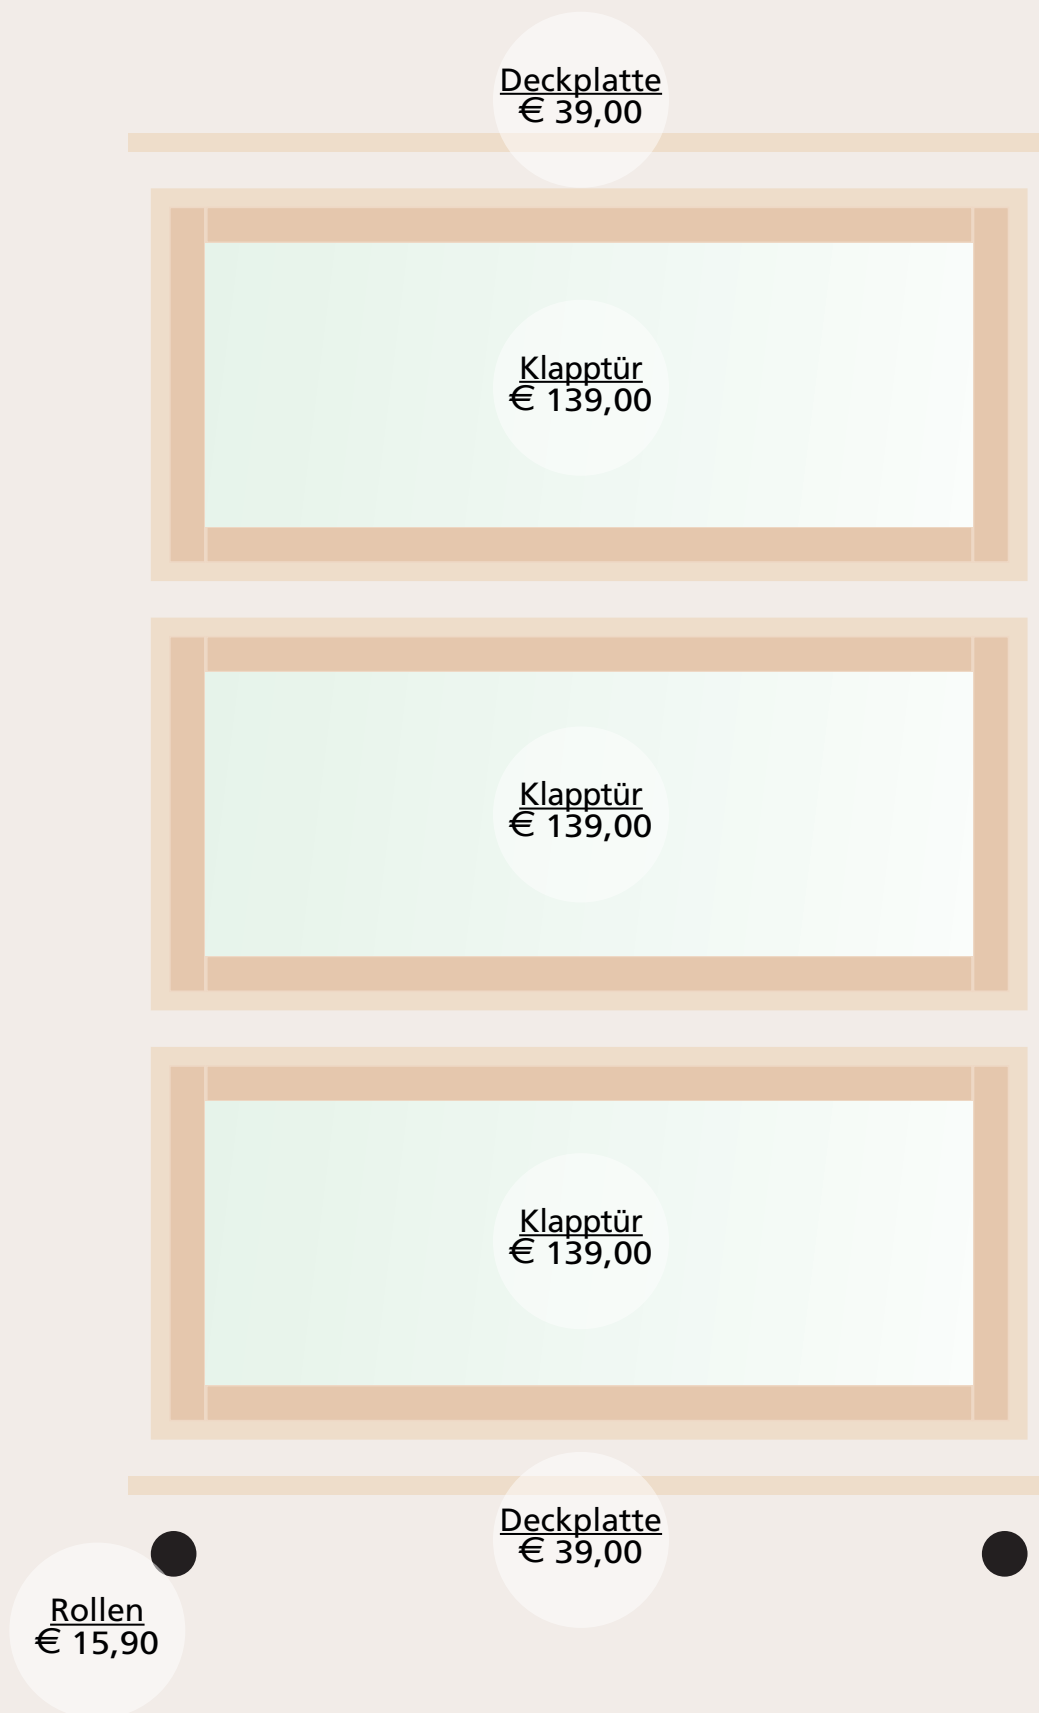 Deckplatte
€ 39,00
Klapptür
€ 139,00
Klapptür
€ 139,00
Klapptür
€ 139,00
Deckplatte
€ 39,00
Rollen
€ 15,90